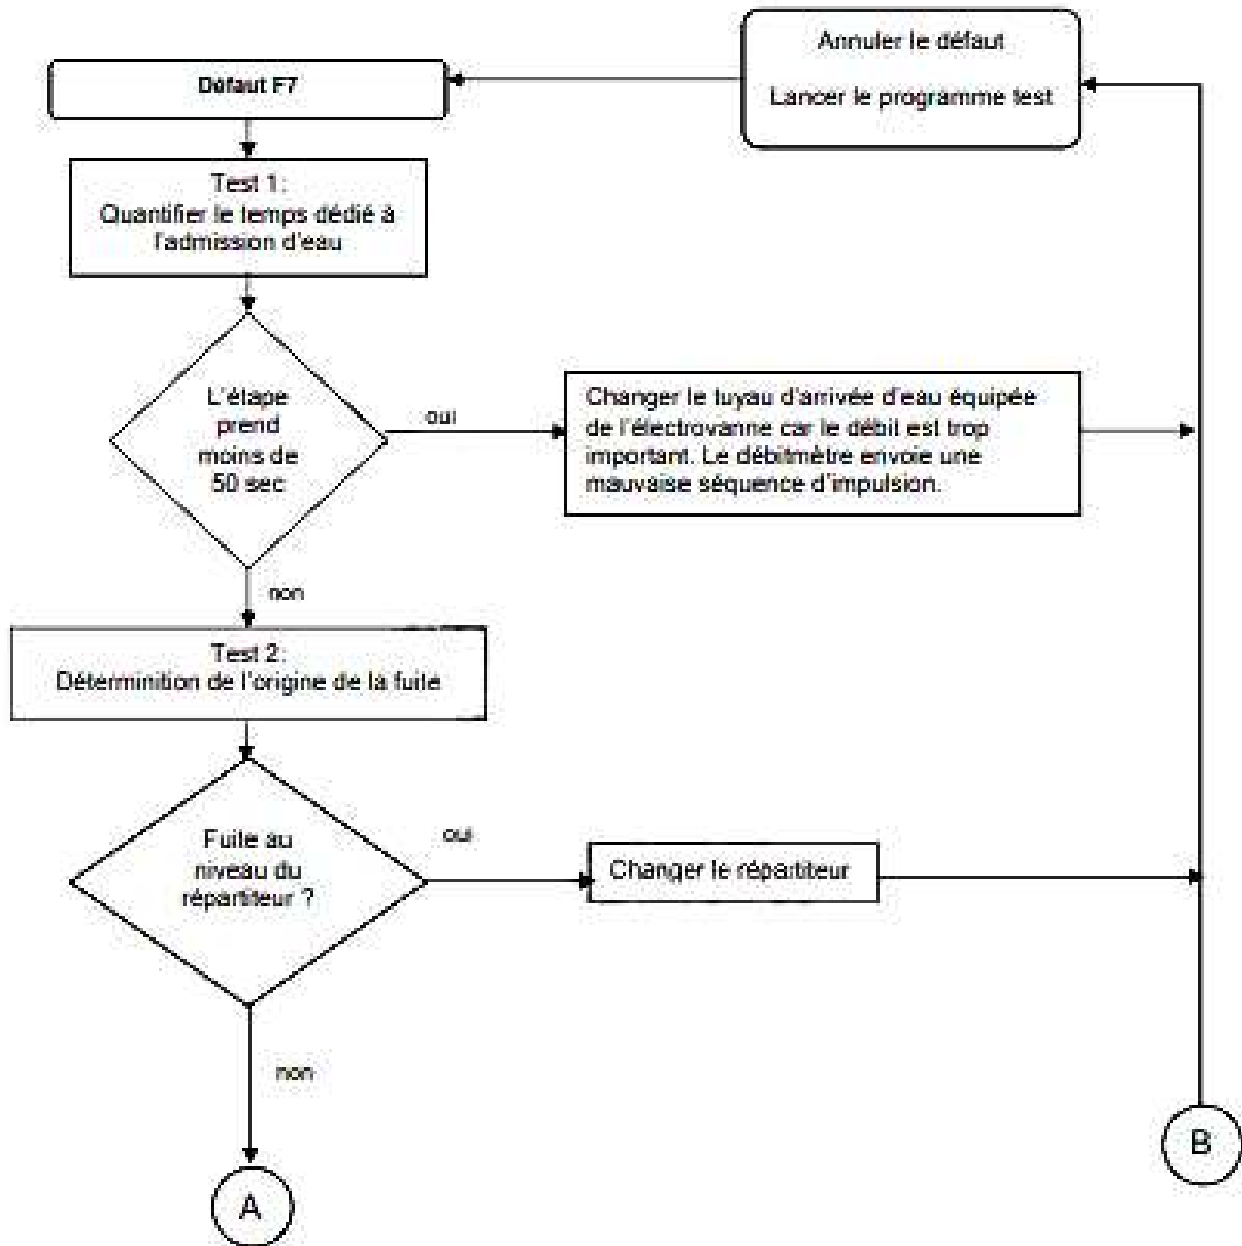 Annuler le défaut
Lancer le programme test
Défaut F7
Test 1:
Quantifier le temps dédié à
l'admission d'eau
L'étape
prend
moins de
50 sec
oui
Changer le tuyau d'arrivée d'eau équipée
de l'électrovanne car le débit est trop
important. Le débitmètre envoie une
mauvaise séquence d'impulsion.
non
Test 2:
Déterminition de l'origine de la fuite
Fuite au
niveau du
répartiteur ?
oui
Changer le répartiteur
non
A
B